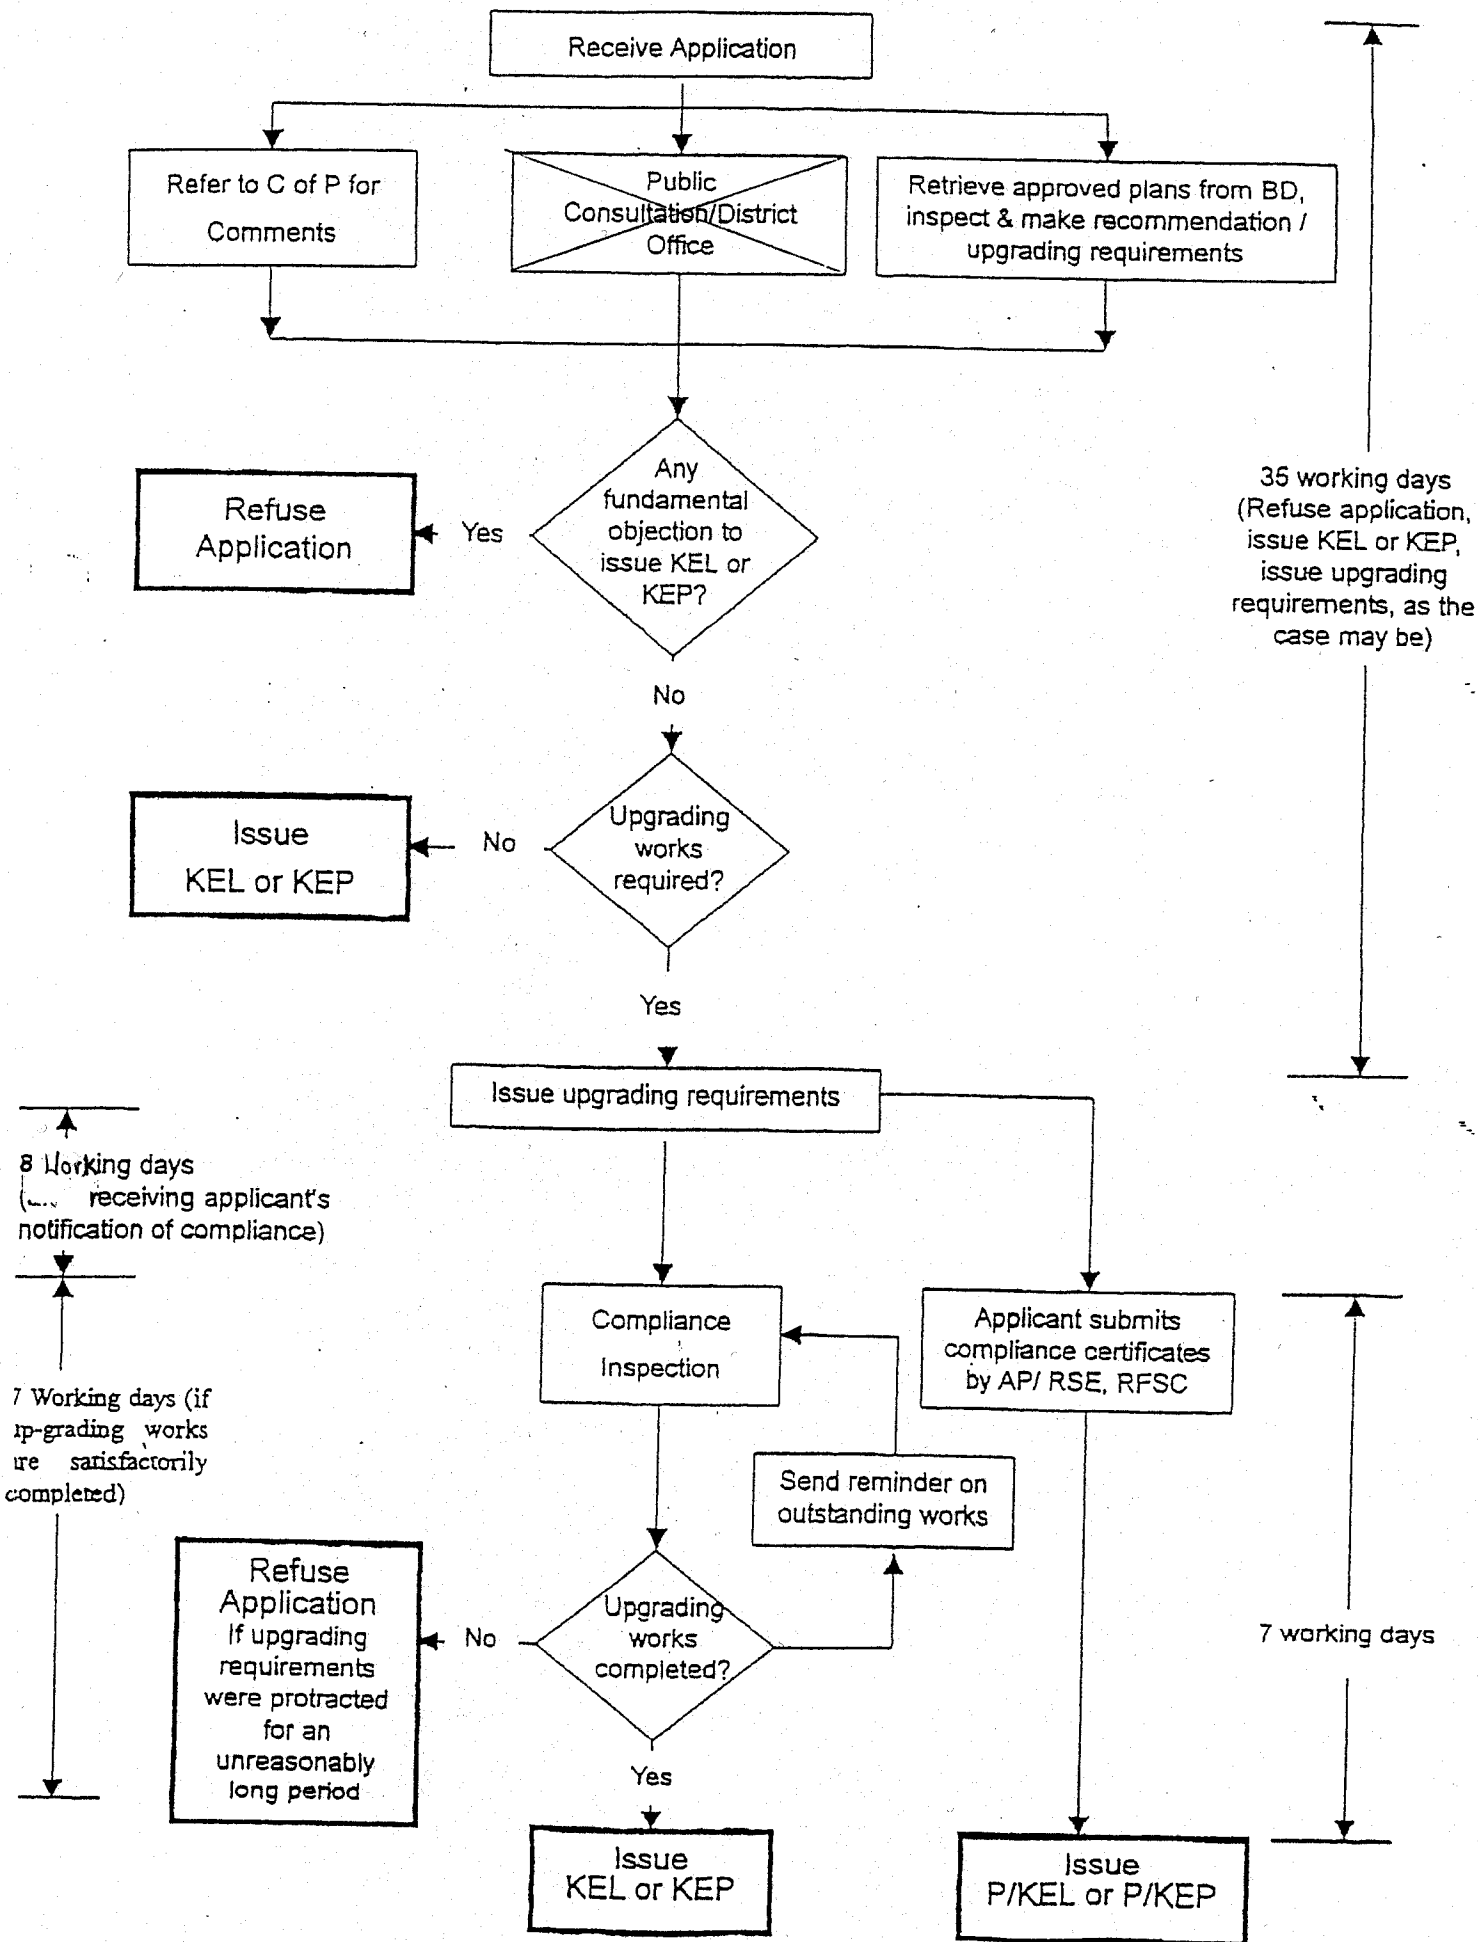 Receive Application
Refer to C of P for
Comments
Public
Consultation/District
Office
Retrieve approved plans from BD,
inspect & make recommendation /
upgrading requirements
Any
fundamental
objection to
issue KEL or
KEP?
Yes
Refuse
Application
35 working days
(Refuse application,
issue KEL or KEP,
issue upgrading
requirements, as the
case may be)
No
Upgrading
works
required?
No
Issue
KEL or KEP
Yes
Issue upgrading requirements
8 Working days
receiving applicant's
notification of compliance)
Compliance
Inspection
Applicant submits
compliance certificates
by AP/ RSE, RFSC
7 Working days (if
works
satisfactorily
completed)
Send reminder on
outstanding works
Refuse
Application
If upgrading
requirements
were protracted
for an
unreasonably
long period
No
Upgrading
works
completed?
7 working days
Yes
Issue
KEL or KEP
Issue
P/KEL or P/KEP